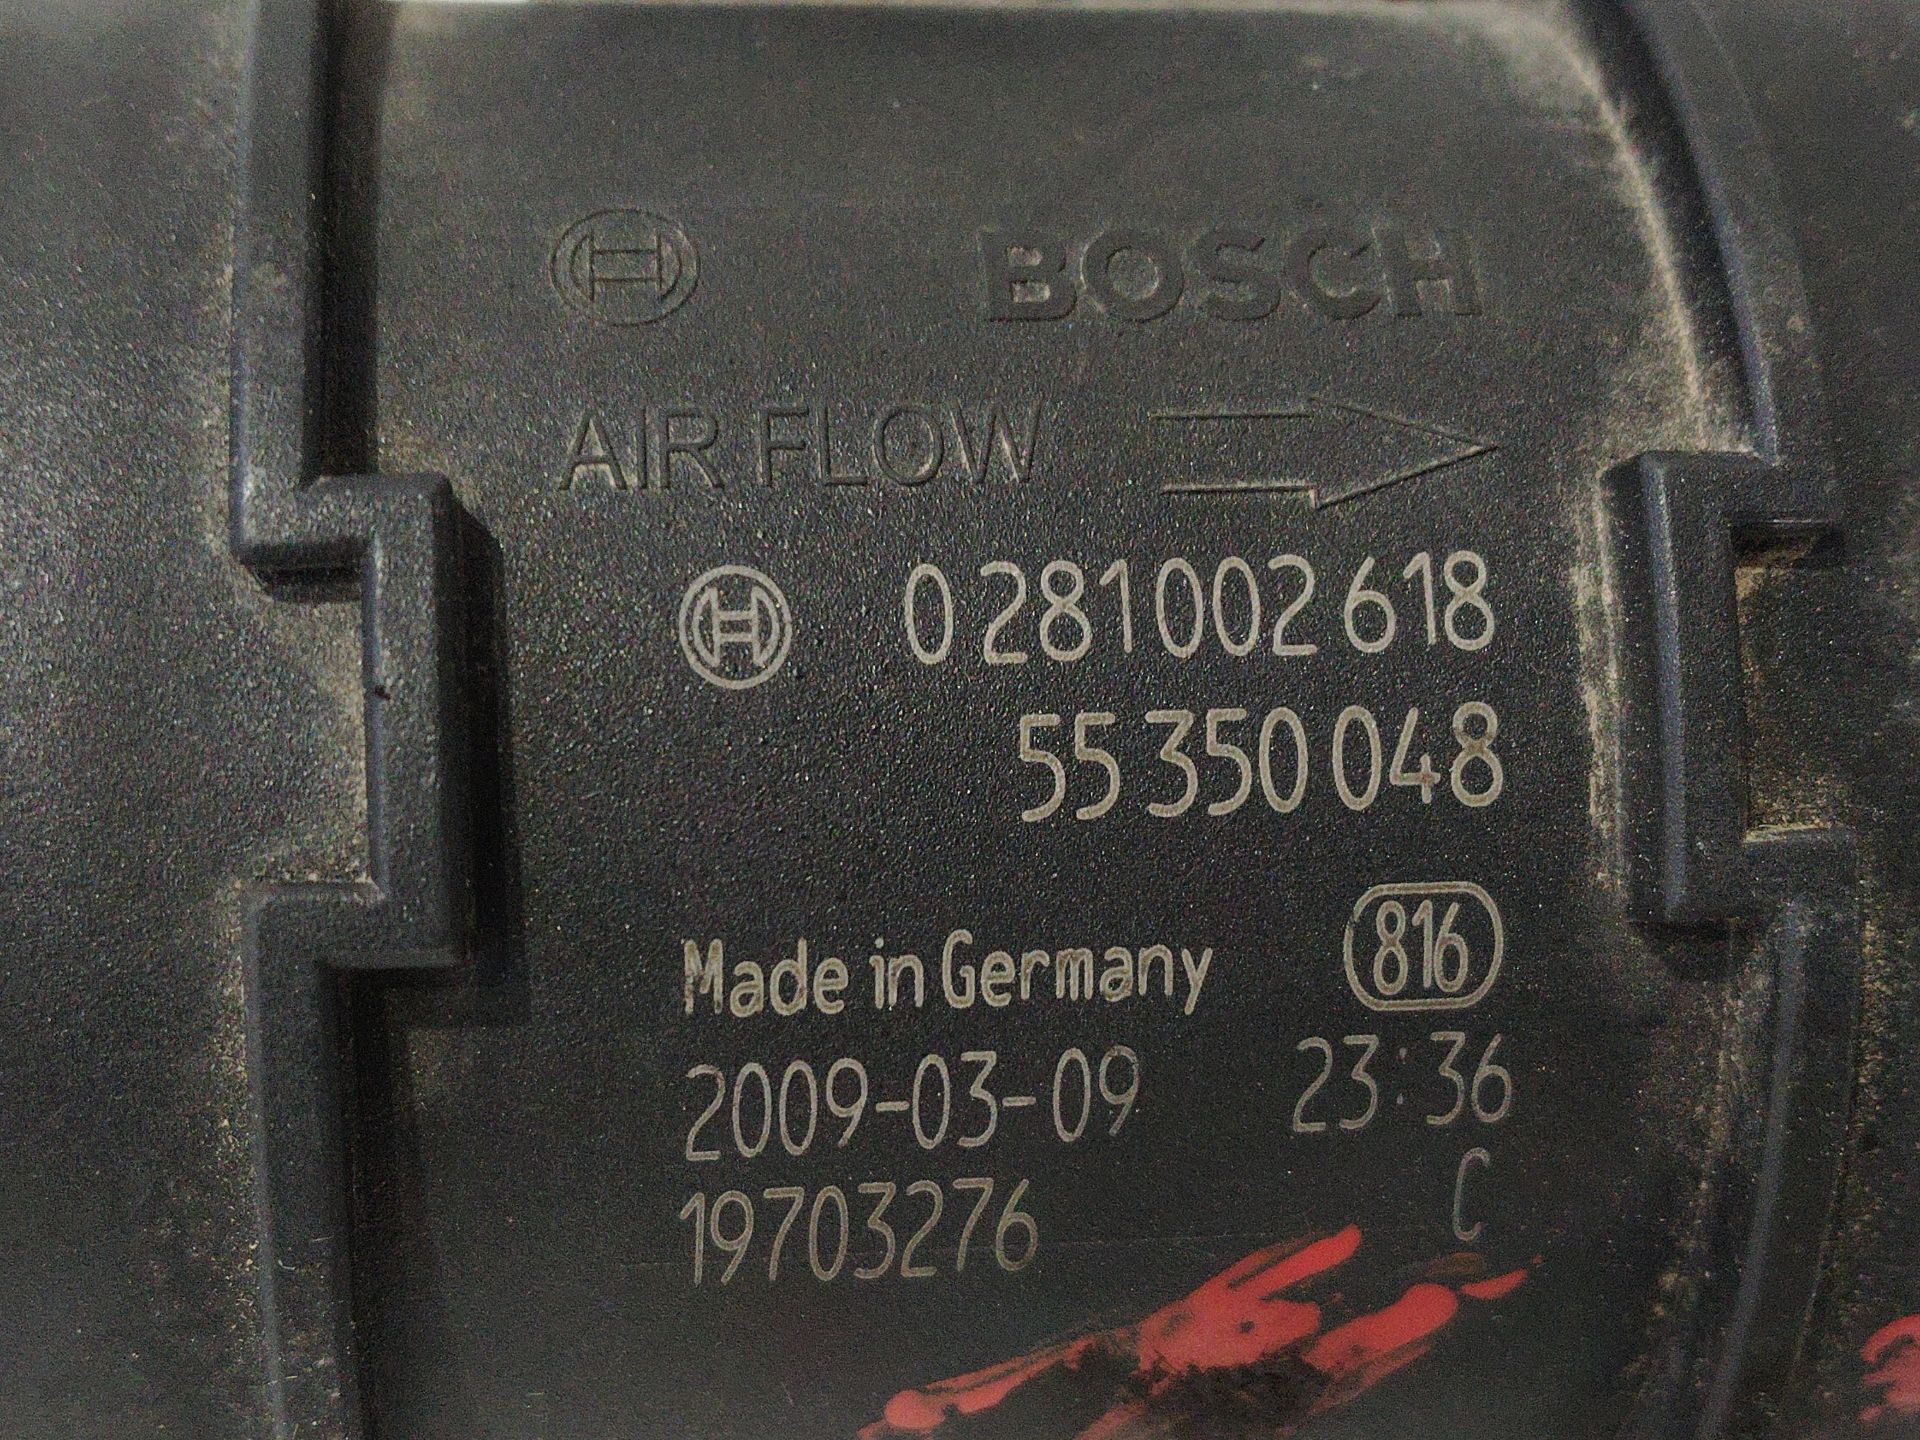 BOSCH
AIR FLOW
0 281 002 618
55 350 048
Made in Germany 816
2009-03-09 23:36
19703276 C